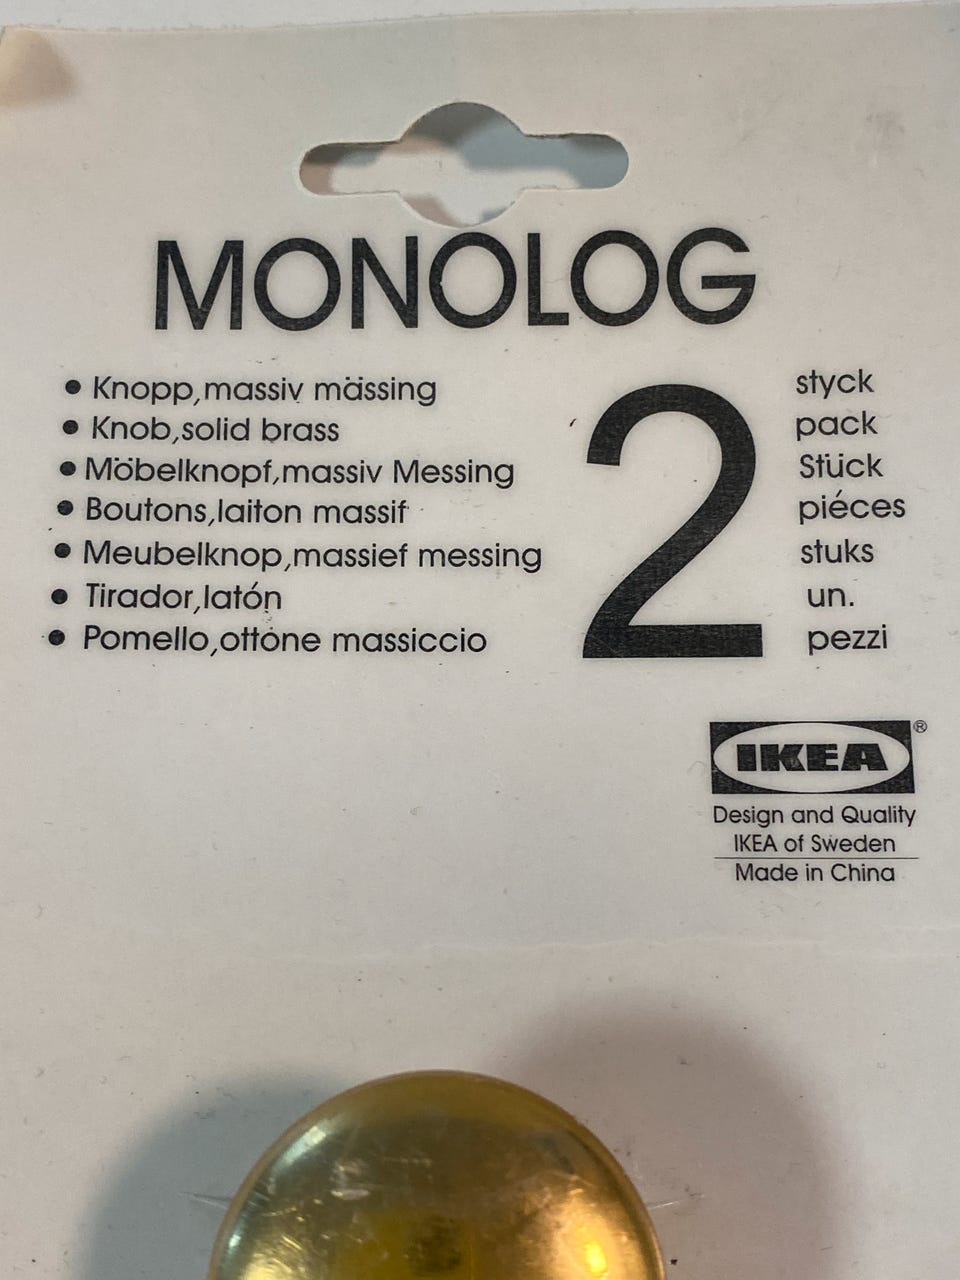 MONOLOG
• Knopp,massiv mässing
• Knob,solid brass
• Möbelknopf,massiv Messing
• Boutons,laiton massif
• Meubelknop,massief messing
• Tirador,latón
• Pomello,ottone massiccio
2
styck
pack
Stück
piéces
stuks
un.
pezzi
IKEA®
Design and Quality
IKEA of Sweden
Made in China